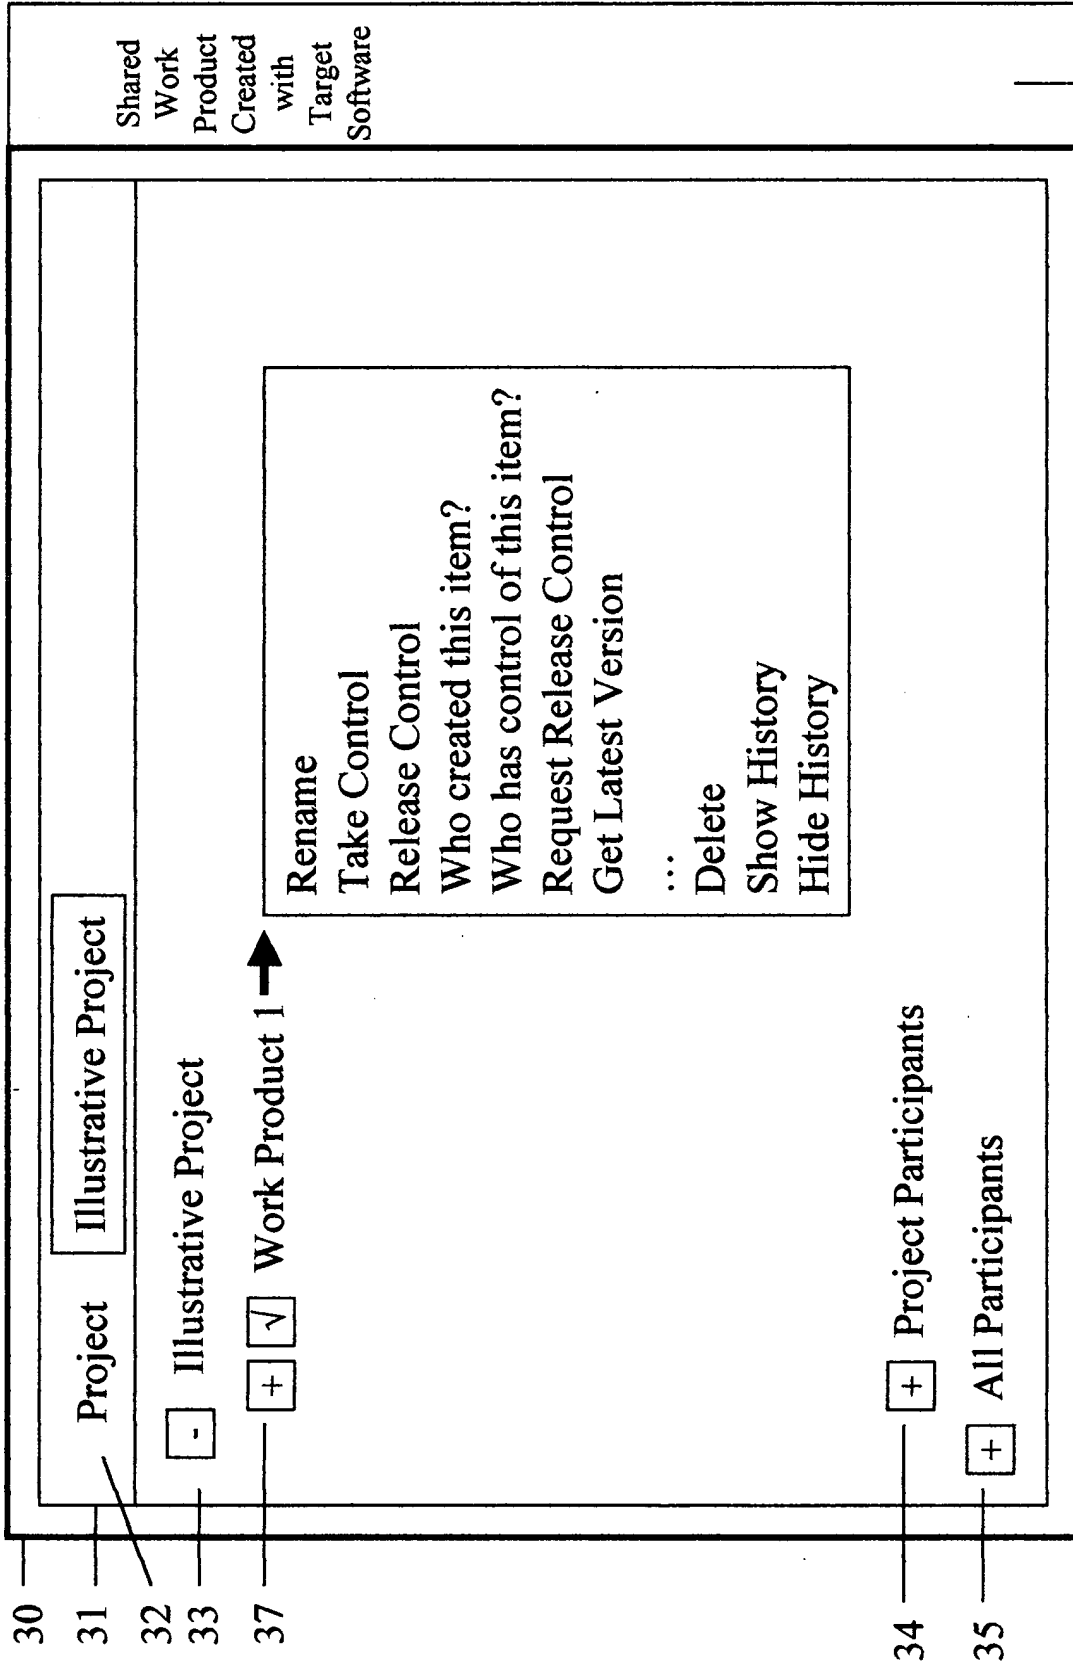 30
31
32
33
37
34
35
Project
Illustrative Project
-
Illustrative Project
+
√
Work Product 1
Rename
Take Control
Release Control
Who created this item?
Who has control of this item?
Request Release Control
Get Latest Version
...
Delete
Show History
Hide History
+
Project Participants
+
All Participants
Shared
Work
Product
Created
with
Target
Software